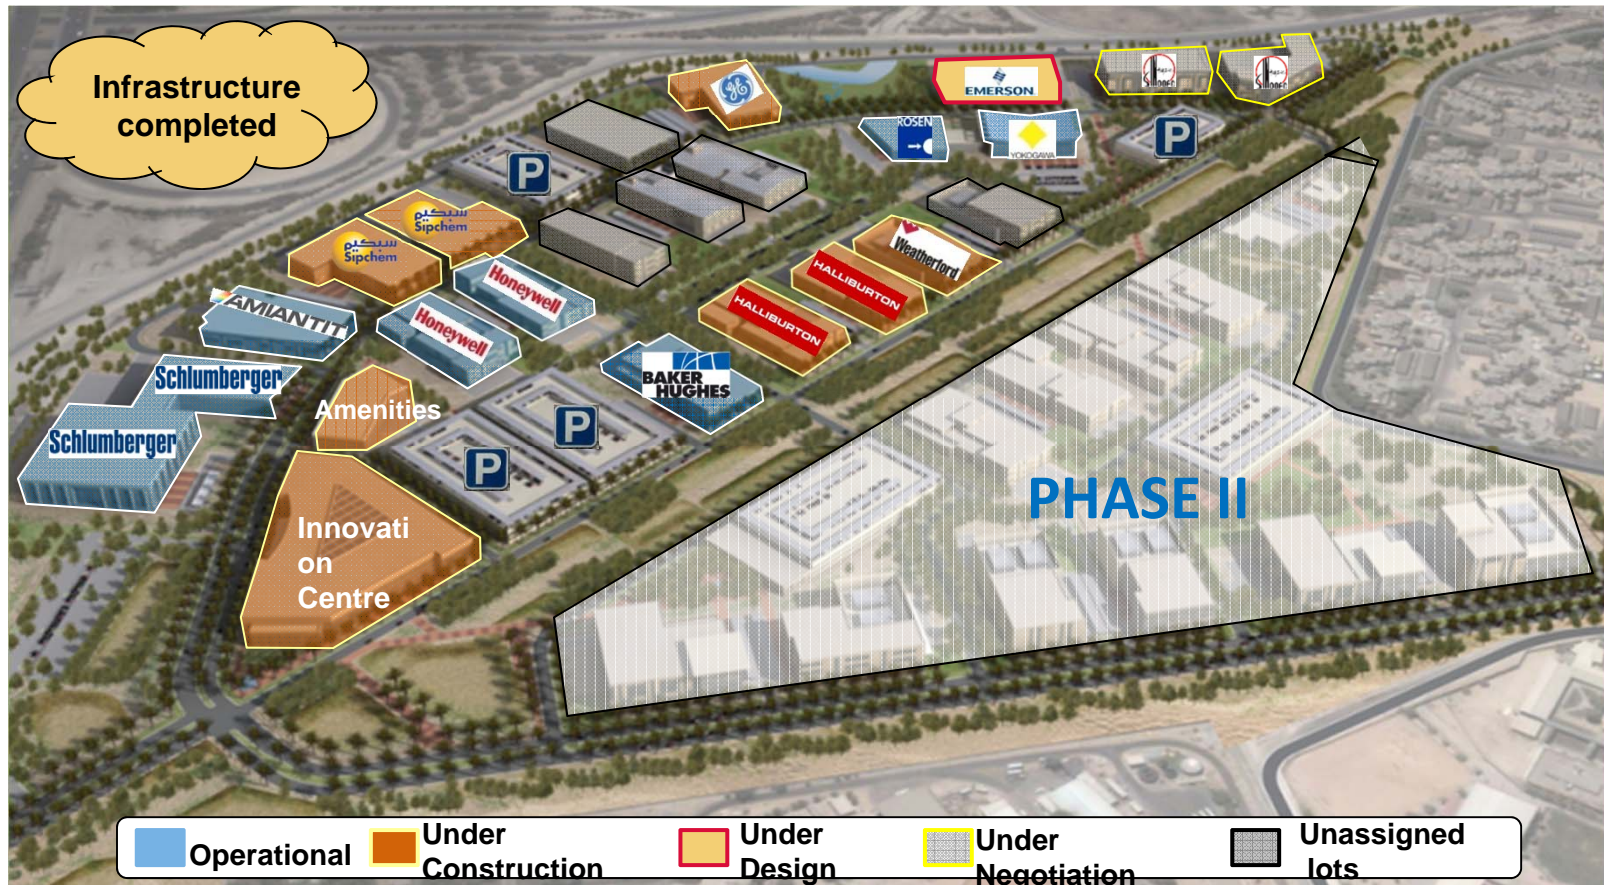 Infrastructure
completed
EMERSON
ROSEN
YOKOGAWA
P
P
سبكيم
Sipchem
سبكيم
Sipchem
Honeywell
Honeywell
Weatherford
HALLIBURTON
HALLIBURTON
AMIANTIT
BAKER
HUGHES
Schlumberger
Schlumberger
Amenities
P
P
PHASE II
Innovati
on
Centre
Operational
Under
Construction
Under
Design
Under
Negotiation
Unassigned
lots